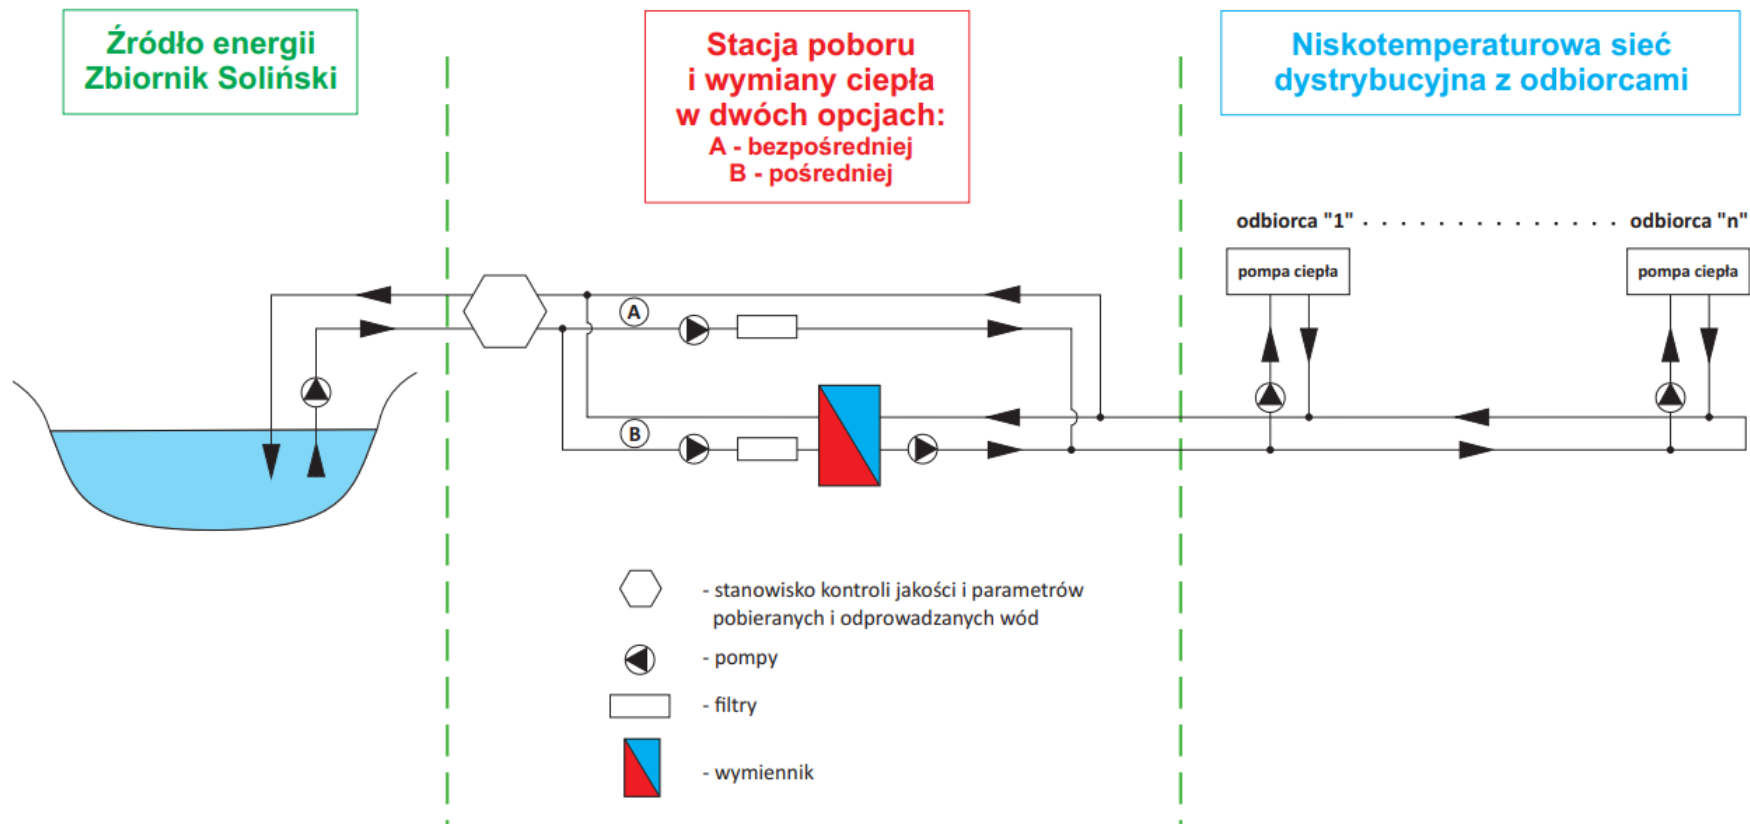 Źródło energii
Zbiornik Soliński
Stacja poboru
i wymiany ciepła
w dwóch opcjach:
A - bezpośredniej
B - pośredniej
Niskotemperaturowa sieć
dystrybucyjna z odbiorcami
odbiorca "1" . . . . . . . . . . . . . . . . odbiorca "n"
pompa ciepła
pompa ciepła
A
B
- stanowisko kontroli jakości i parametrów
pobieranych i odprowadzanych wód
- pompy
- filtry
- wymiennik